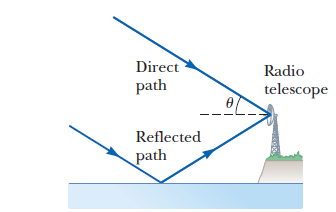 Direct
path
Radio
telescope
θ
Reflected
path